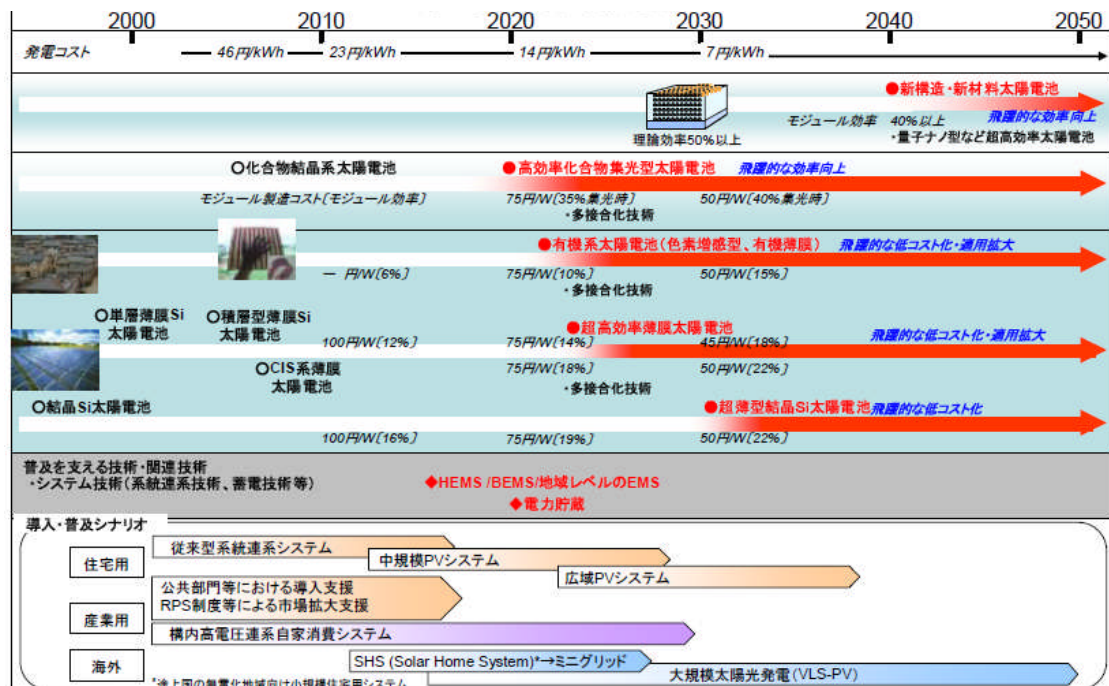 2000 2010 2020 2030 2040 2050
発電コスト 46円/kWh 23円/kWh 14円/kWh 7円/kWh
●新構造・新材料太陽電池
モジュール効率 40%以上 飛躍的な効率向上
理論効率50%以上 ・量子ナノ型など超高効率太陽電池
○化合物結晶系太陽電池 ●高効率化合物集光型太陽電池 飛躍的な効率向上
モジュール製造コスト〔モジュール効率〕 75円/W〔35%集光時〕 50円/W〔40%集光時〕
・多接合化技術
●有機系太陽電池(色素増感型、有機薄膜) 飛躍的な低コスト化・適用拡大
― 円/W〔6%〕 75円/W〔10%〕 50円/W〔15%〕
・多接合化技術
○単層薄膜Si
太陽電池
○積層型薄膜Si
太陽電池
●超高効率薄膜太陽電池 飛躍的な低コスト化・適用拡大
100円/W〔12%〕 75円/W〔14%〕 45円/W〔18%〕
○CIS系薄膜
太陽電池
75円/W〔18%〕 50円/W〔22%〕
・多接合化技術
○結晶Si太陽電池 ●超薄型結晶Si太陽電池 飛躍的な低コスト化
100円/W〔16%〕 75円/W〔19%〕 50円/W〔22%〕
普及を支える技術・関連技術
・システム技術(系統連系技術、蓄電技術等)
◆HEMS /BEMS/地域レベルのEMS
◆電力貯蔵
導入・普及シナリオ
住宅用
従来型系統連系システム
中規模PVシステム
広域PVシステム
産業用
公共部門等における導入支援
RPS制度等による市場拡大支援
構内高電圧連系自家消費システム
海外
SHS (Solar Home System)*→ミニグリッド
大規模太陽光発電(VLS-PV)
*途上国の無電化地域向け小規模住宅用システム